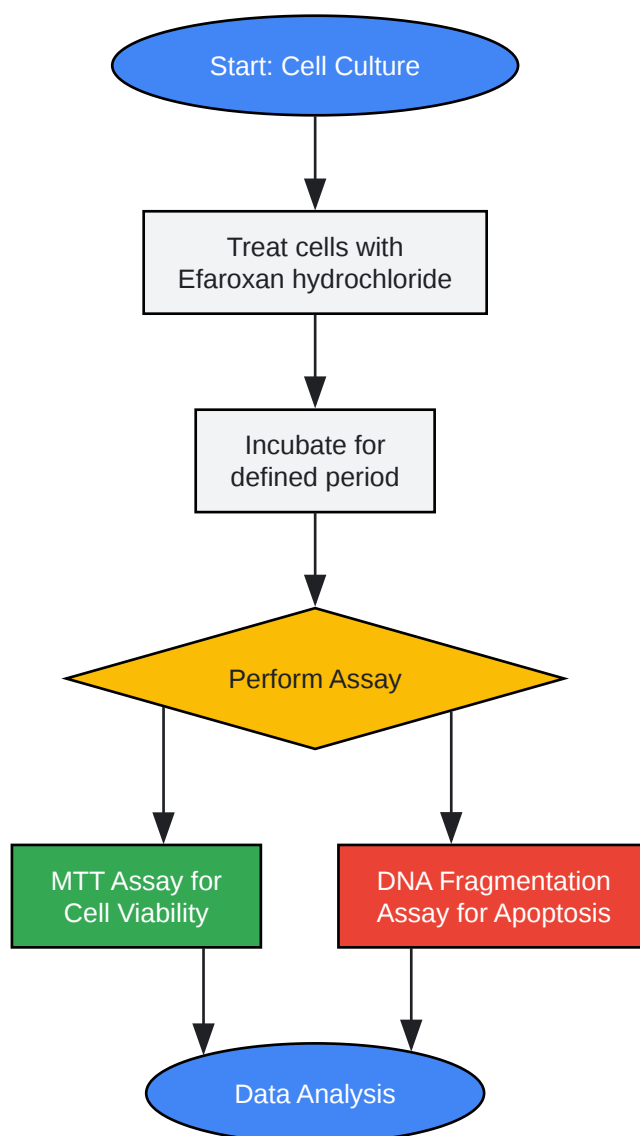 Start: Cell Culture
Treat cells with
Efaroxan hydrochloride
Incubate for
defined period
Perform Assay
MTT Assay for
Cell Viability
DNA Fragmentation
Assay for Apoptosis
Data Analysis